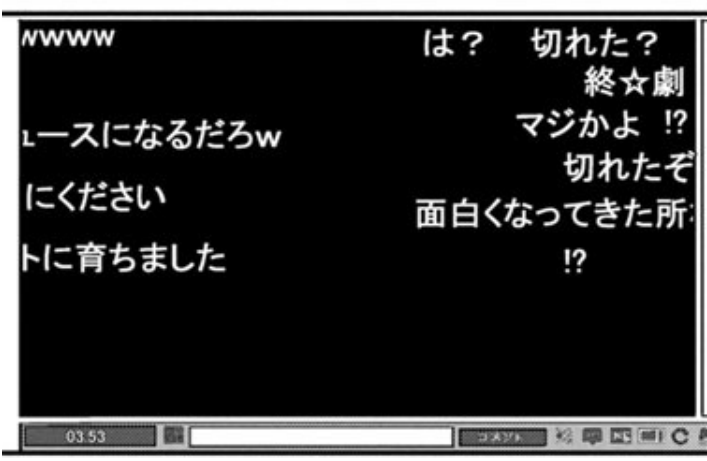 wwww
は？ 切れた？
終☆劇
マジかよ !?
ュースになるだろw
切れたぞ
にください
面白くなってきた所
トに育ちました
!?
03:53
コメント